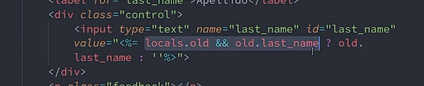 <label for="last_name">Apellido</label>
<div class="control">
<input type="text" name="last_name" id="last_name"
value="<%= locals.old && old.last_name ? old.
last_name : ''%>">
</div>
<p class="feedback"></p>